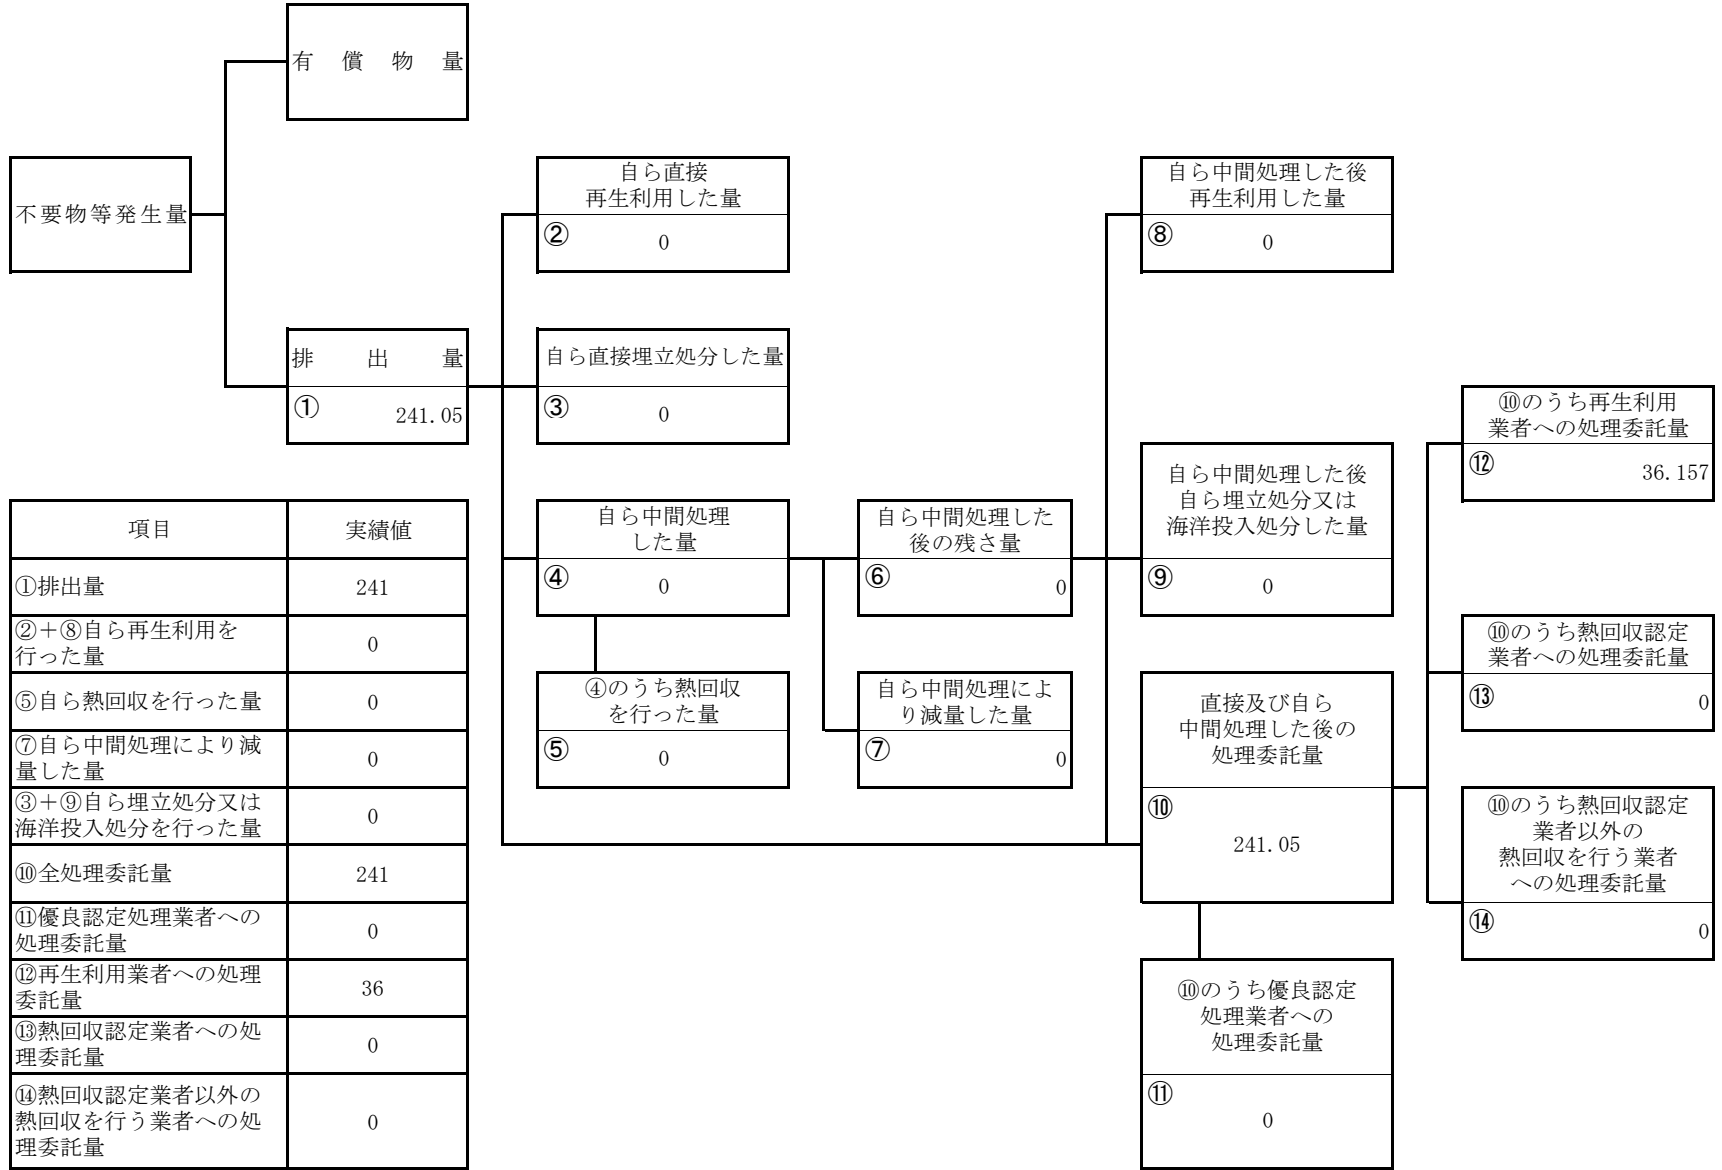 有償物量
不要物等発生量
排出量
①
241.05
自ら直接
再生利用した量
②
0
自ら直接埋立処分した量
③
0
自ら中間処理
した量
④
0
④のうち熱回収
を行った量
⑤
0
自ら中間処理した
後の残さ量
⑥
0
自ら中間処理によ
り減量した量
⑦
0
自ら中間処理した後
再生利用した量
⑧
0
自ら中間処理した後
自ら埋立処分又は
海洋投入処分した量
⑨
0
直接及び自ら
中間処理した後の
処理委託量
⑩
241.05
⑩のうち優良認定
処理業者への
処理委託量
⑪
0
⑩のうち再生利用
業者への処理委託量
⑫
36.157
⑩のうち熱回収認定
業者への処理委託量
⑬
0
⑩のうち熱回収認定
業者以外の
熱回収を行う業者
への処理委託量
⑭
0
項目 実績値
①排出量 241
②+⑧自ら再生利用を
行った量 0
⑤自ら熱回収を行った量 0
⑦自ら中間処理により減
量した量 0
③+⑨自ら埋立処分又は
海洋投入処分を行った量 0
⑩全処理委託量 241
⑪優良認定処理業者への
処理委託量 0
⑫再生利用業者への処理
委託量 36
⑬熱回収認定業者への処
理委託量 0
⑭熱回収認定業者以外の
熱回収を行う業者への処
理委託量 0